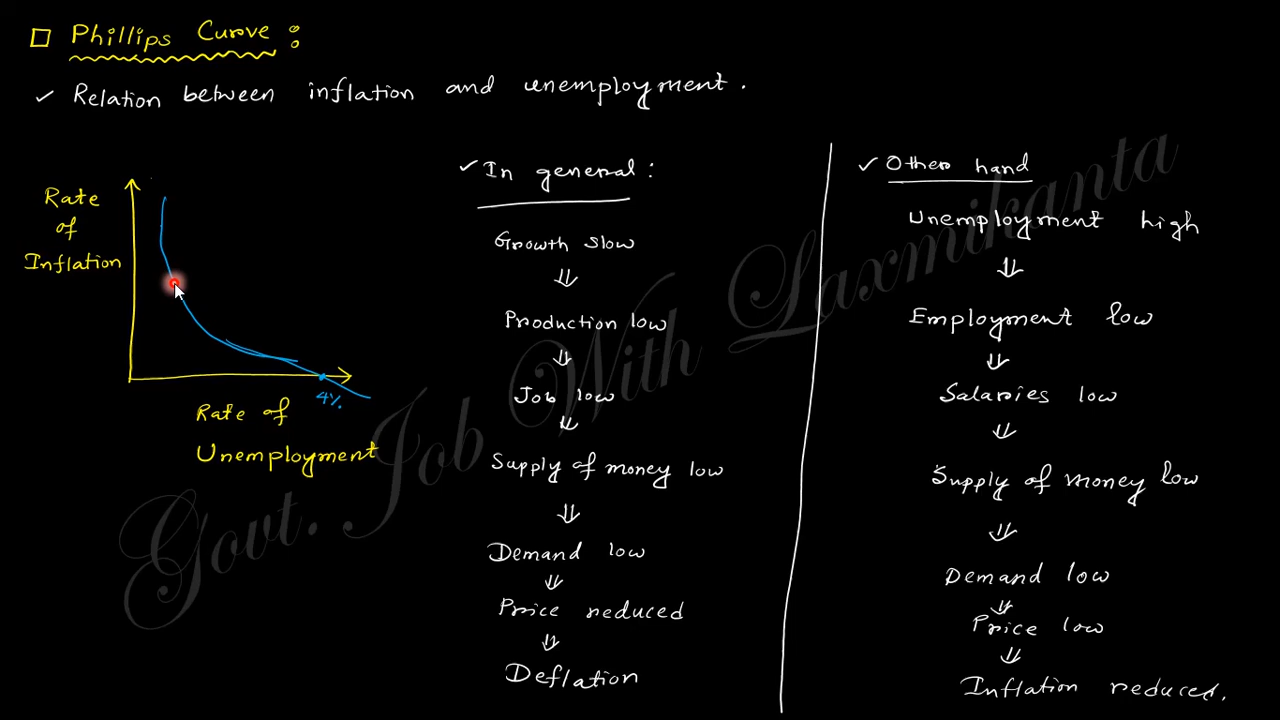 Phillips Curve :
Relation between inflation and unemployment.
Rate
of
Inflation
4%
Rate of
Unemployment
In general :
Growth slow
Production low
Job low
Supply of money low
Demand low
Price reduced
Deflation
Other hand
Unemployment high
Employment low
Salaries low
Supply of money low
Demand low
Price low
Inflation reduced.
Govt. Job With Laxmikanta